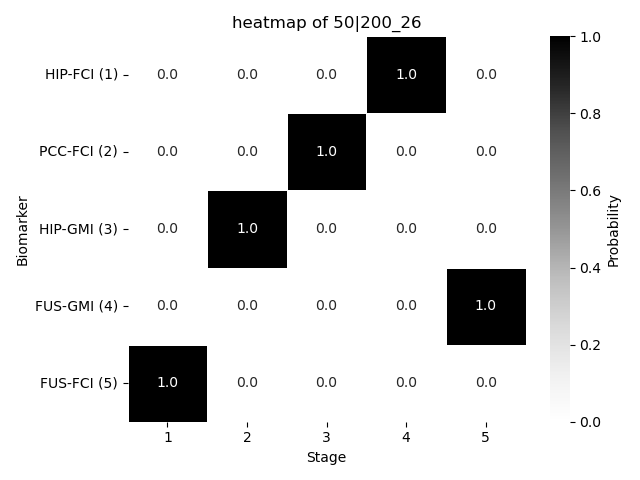 heatmap of 50|200_26
HIP-FCI (1) 0.0 0.0 0.0 1.0 0.0
PCC-FCI (2) 0.0 0.0 1.0 0.0 0.0
HIP-GMI (3) 0.0 1.0 0.0 0.0 0.0
FUS-GMI (4) 0.0 0.0 0.0 0.0 1.0
FUS-FCI (5) 1.0 0.0 0.0 0.0 0.0
1 2 3 4 5
Stage
Biomarker
1.0
0.8
0.6
0.4
0.2
0.0
Probability